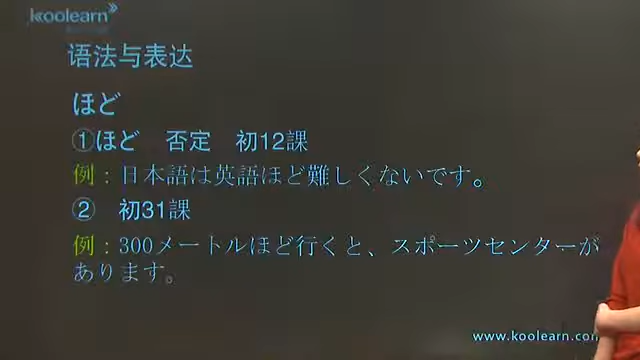 koolearn
语法与表达
ほど
①ほど 否定 初12課
例：日本語は英語ほど難しくないです。
② 初31課
例：300メートルほど行くと、スポーツセンターが
あります。
www.koolearn.com